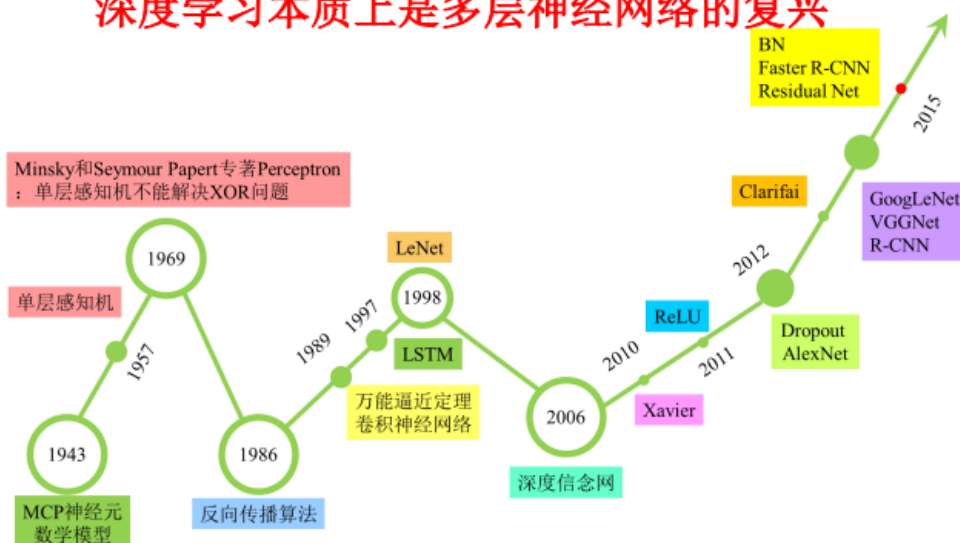 深度学习本质上是多层神经网络的复兴
BN
Faster R-CNN
Residual Net
2015
Minsky和Seymour Papert专著Perceptron
：单层感知机不能解决XOR问题
Clarifai
GoogLeNet
VGGNet
R-CNN
1969
LeNet
2012
单层感知机
1998
1997
ReLU
Dropout
AlexNet
1957
1989
LSTM
2010
2011
万能逼近定理
卷积神经网络
Xavier
2006
1943
1986
深度信念网
MCP神经元
数学模型
反向传播算法